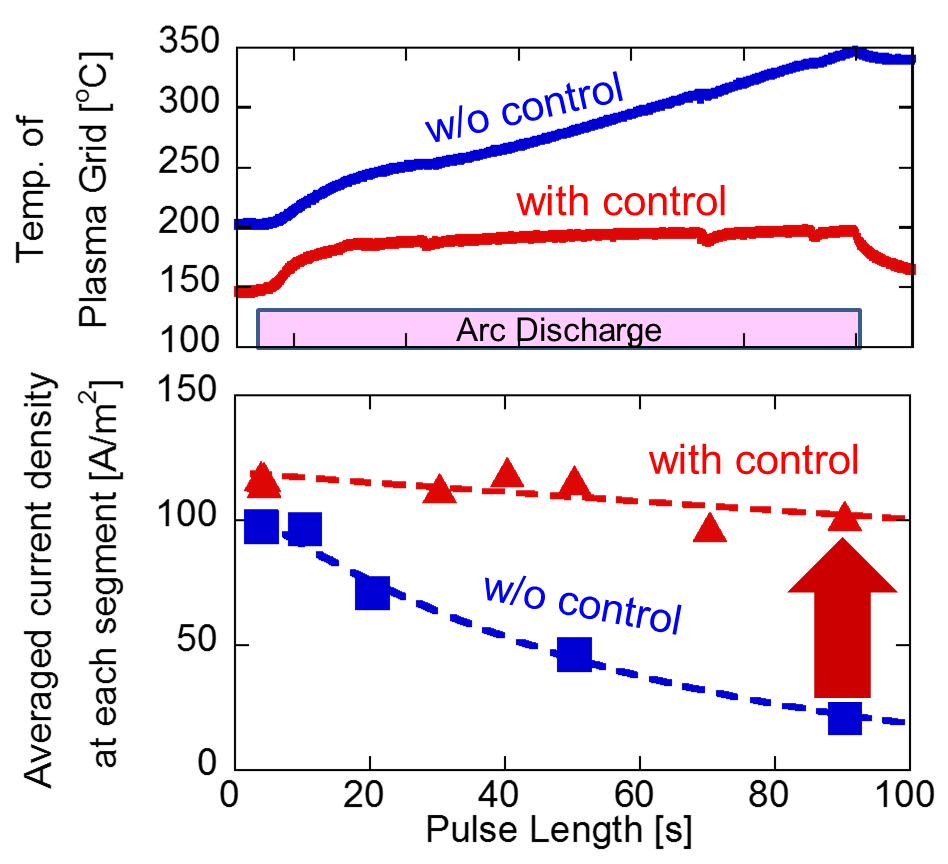 350
300
250
200
150
100
Temp. of
Plasma Grid [°C]
w/o control
with control
Arc Discharge
150
100
50
0
Averaged current density
at each segment [A/m²]
with control
w/o control
0 20 40 60 80 100
Pulse Length [s]